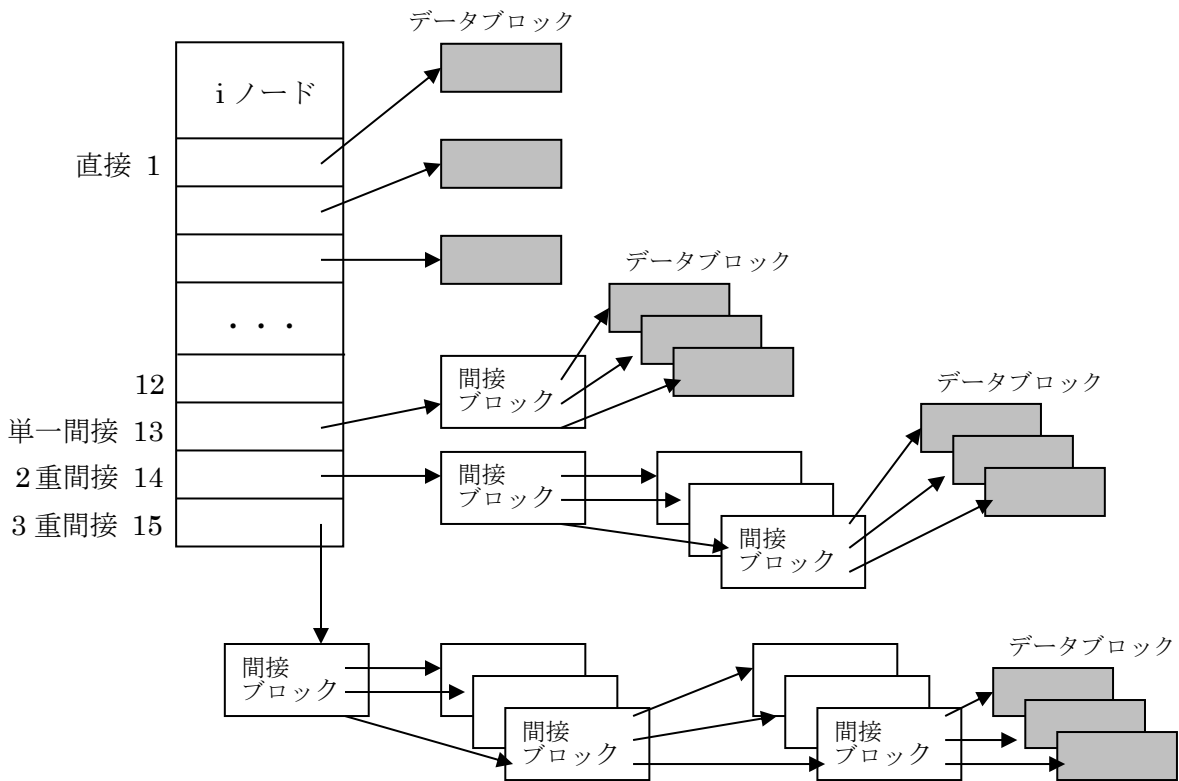 データブロック
i ノード
直接 1
データブロック
・・・
12
間接
ブロック
データブロック
単一間接 13
2重間接 14
間接
ブロック
3 重間接 15
間接
ブロック
データブロック
間接
ブロック
間接
ブロック
間接
ブロック